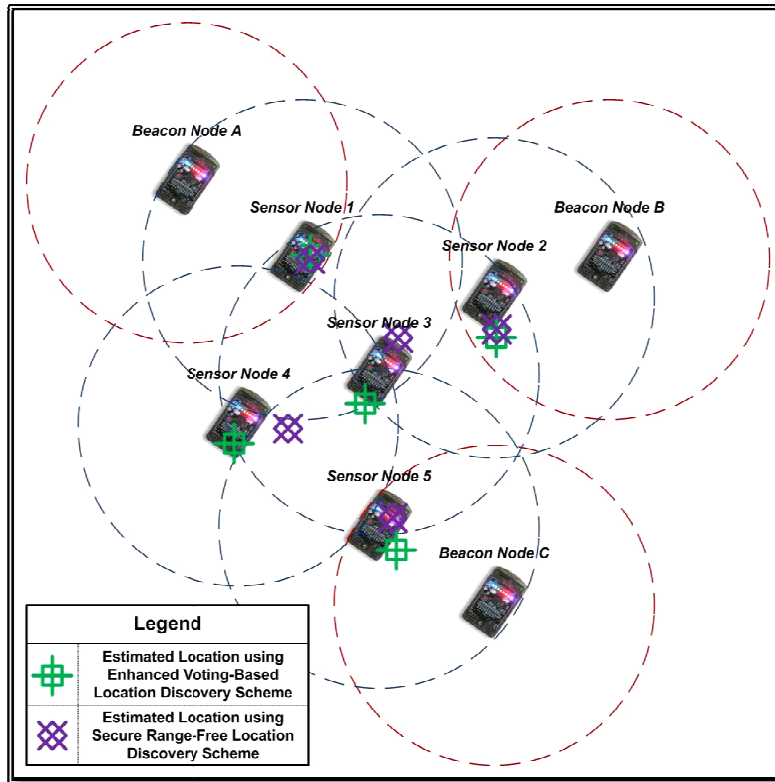 Beacon Node A
Sensor Node 1
Beacon Node B
Sensor Node 2
Sensor Node 3
Sensor Node 4
Sensor Node 5
Beacon Node C
Legend
Estimated Location using
Enhanced Voting-Based
Location Discovery Scheme
Estimated Location using
Secure Range-Free Location
Discovery Scheme